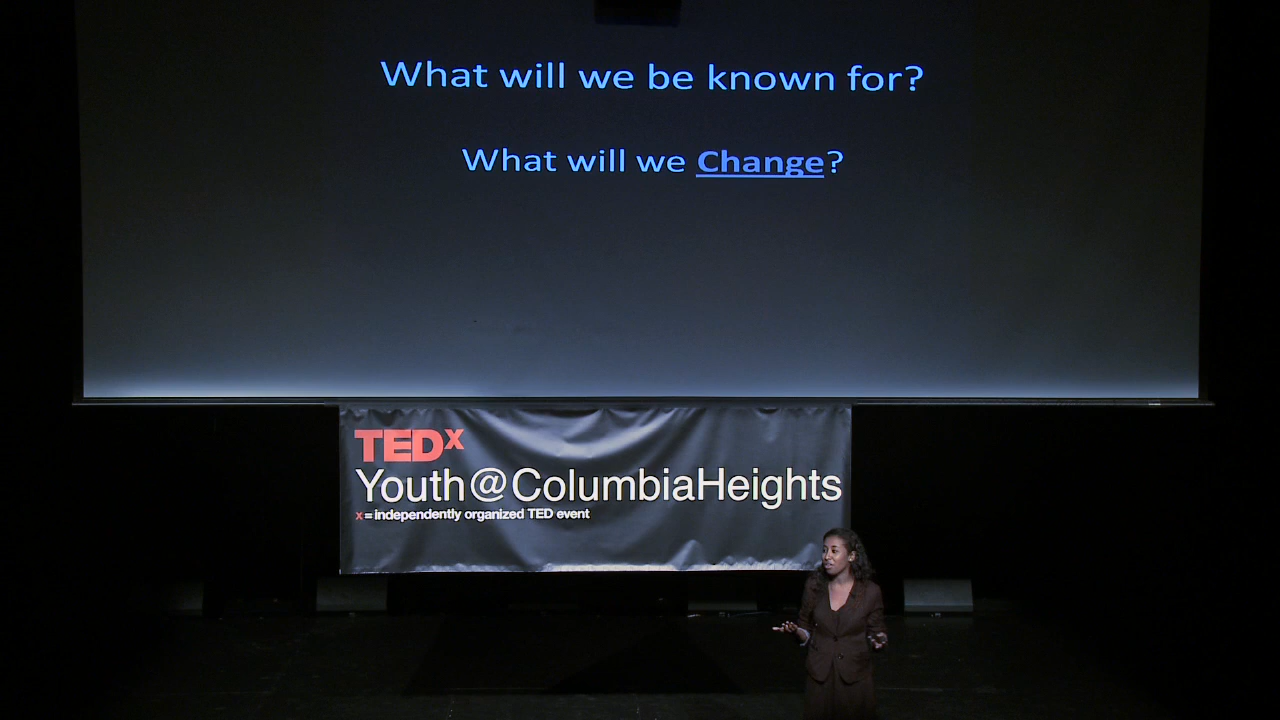 What will we be known for?
What will we Change?
TEDx
Youth@ColumbiaHeights
x=independently organized TED event